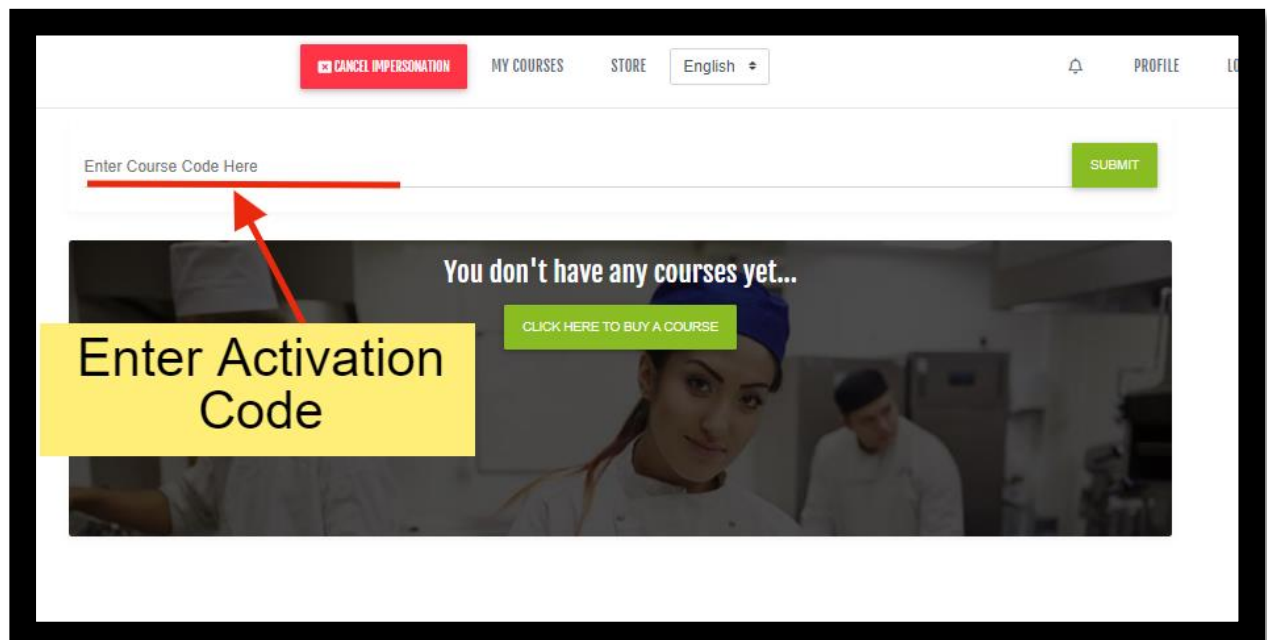 CANCEL IMPERSONATION MY COURSES STORE English PROFILE
Enter Course Code Here SUBMIT
You don't have any courses yet...
CLICK HERE TO BUY A COURSE
Enter Activation
Code